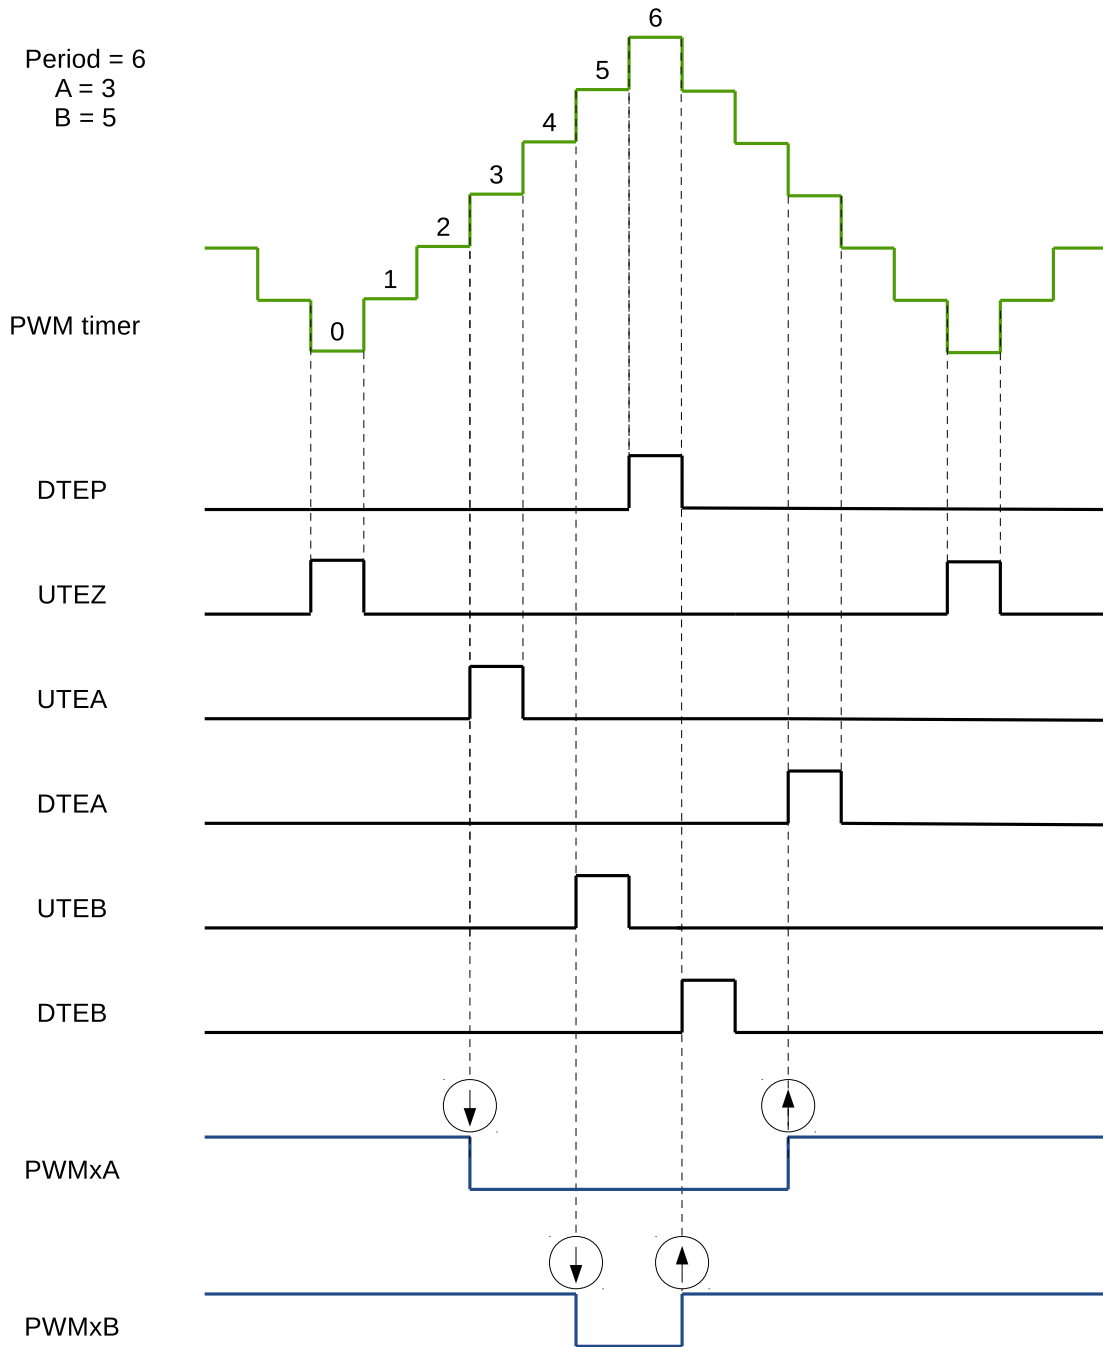 6
Period = 6
A = 3
B = 5
5
4
3
2
1
0
PWM timer
DTEP
UTEZ
UTEA
DTEA
UTEB
DTEB
PWMxA
PWMxB